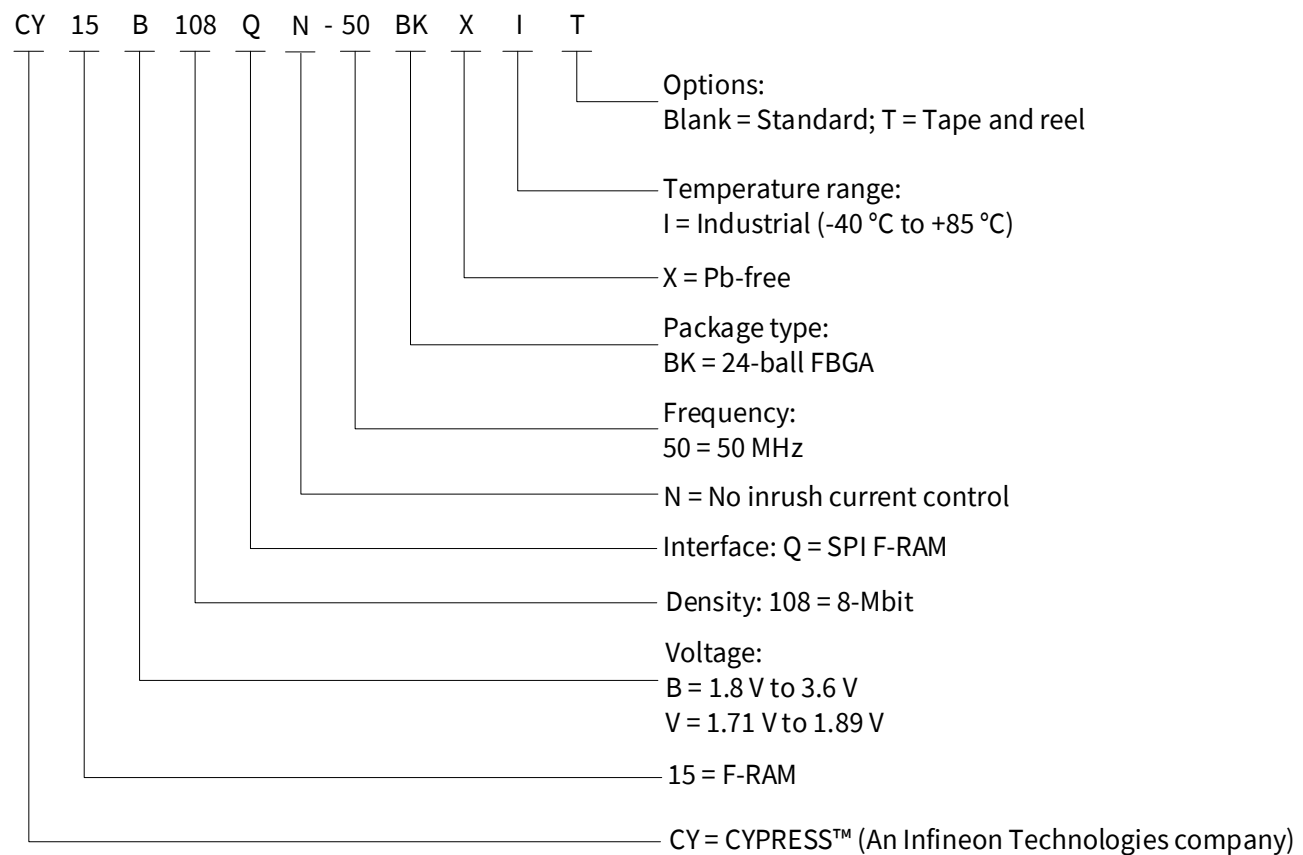 CY 15 B 108 Q N - 50 BK X I T
Options:
Blank = Standard; T = Tape and reel
Temperature range:
I = Industrial (-40 °C to +85 °C)
X = Pb-free
Package type:
BK = 24-ball FBGA
Frequency:
50 = 50 MHz
N = No inrush current control
Interface: Q = SPI F-RAM
Density: 108 = 8-Mbit
Voltage:
B = 1.8 V to 3.6 V
V = 1.71 V to 1.89 V
15 = F-RAM
CY = CYPRESS™ (An Infineon Technologies company)